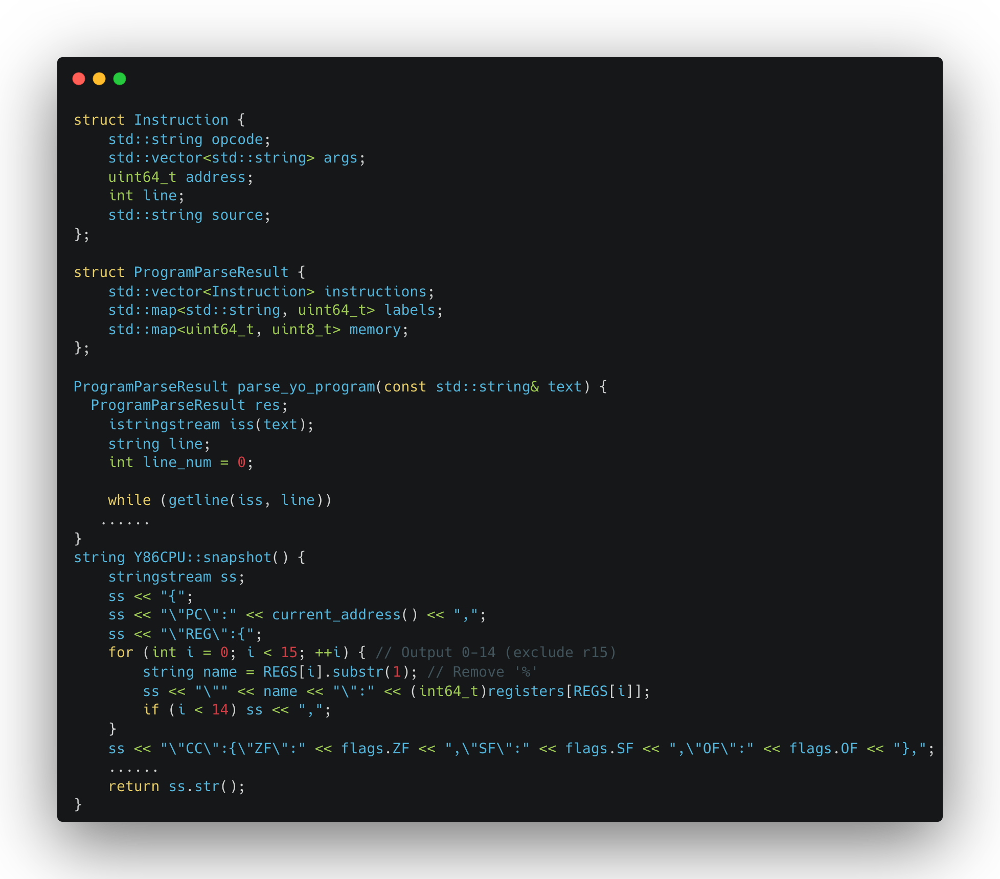 struct Instruction {
    std::string opcode;
    std::vector<std::string> args;
    uint64_t address;
    int line;
    std::string source;
};

struct ProgramParseResult {
    std::vector<Instruction> instructions;
    std::map<std::string, uint64_t> labels;
    std::map<uint64_t, uint8_t> memory;
};

ProgramParseResult parse_yo_program(const std::string& text) {
  ProgramParseResult res;
    istringstream iss(text);
    string line;
    int line_num = 0;

    while (getline(iss, line))
   ......
}
string Y86CPU::snapshot() {
    stringstream ss;
    ss << "{";
    ss << "\"PC\":" << current_address() << ",";
    ss << "\"REG\":{";
    for (int i = 0; i < 15; ++i) { // Output 0-14 (exclude r15)
        string name = REGS[i].substr(1); // Remove '%'
        ss << "\"" << name << "\":" << (int64_t)registers[REGS[i]];
        if (i < 14) ss << ",";
    }
    ss << "\"CC\":{\"ZF\":" << flags.ZF << ",\"SF\":" << flags.SF << ",\"OF\":" << flags.OF << "},";
    ......
    return ss.str();
}